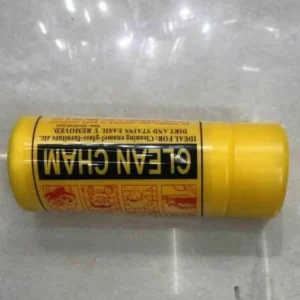 CLEAN CHAM
IDEAL FOR: Cleaning enamel-glass-furniture etc.
DIRT AND STAINS EASILY REMOVED.